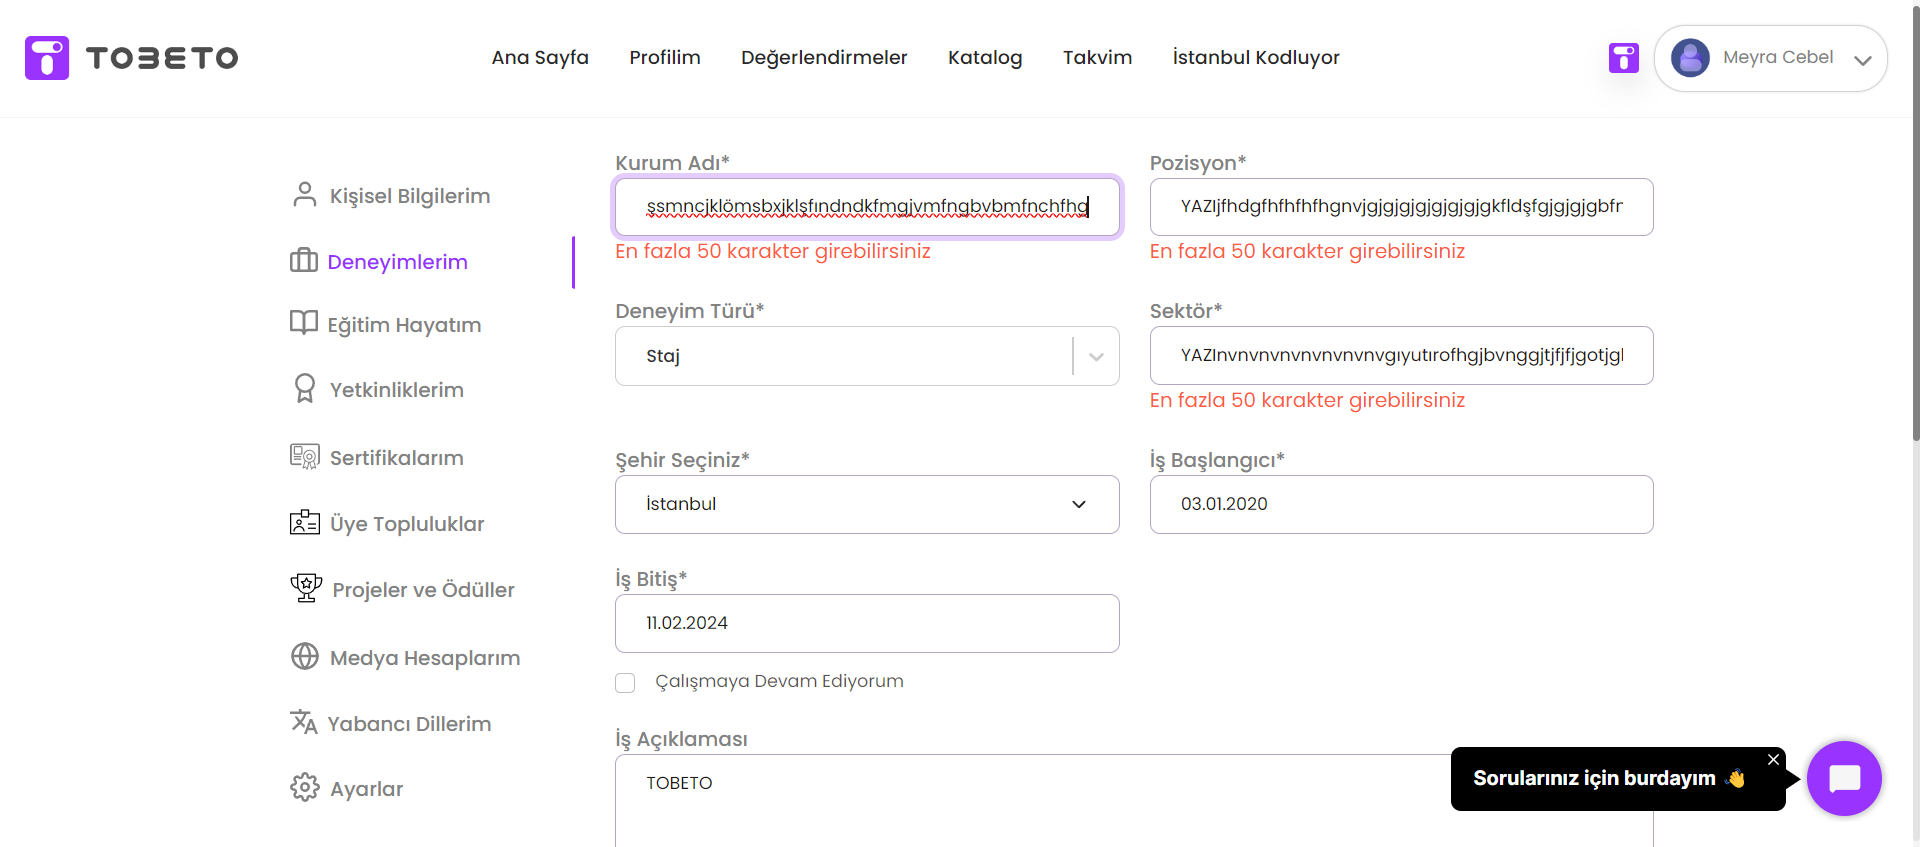 TOBETO
Ana Sayfa
Profilim
Değerlendirmeler
Katalog
Takvim
İstanbul Kodluyor
Meyra Cebel
Kişisel Bilgilerim
Deneyimlerim
Eğitim Hayatım
Yetkinliklerim
Sertifikalarım
Üye Topluluklar
Projeler ve Ödüller
Medya Hesaplarım
Yabancı Dillerim
Ayarlar
Kurum Adı*
şsmncjklömsbxjklşfındndkfmgjvmfngbvbmfnchfhg
En fazla 50 karakter girebilirsiniz
Pozisyon*
En fazla 50 karakter girebilirsiniz
Deneyim Türü*
Staj
Sektör*
En fazla 50 karakter girebilirsiniz
Şehir Seçiniz*
İstanbul
İş Başlangıcı*
03.01.2020
İş Bitiş*
11.02.2024
Çalışmaya Devam Ediyorum
İş Açıklaması
TOBETO
Sorularınız için burdayım 👋